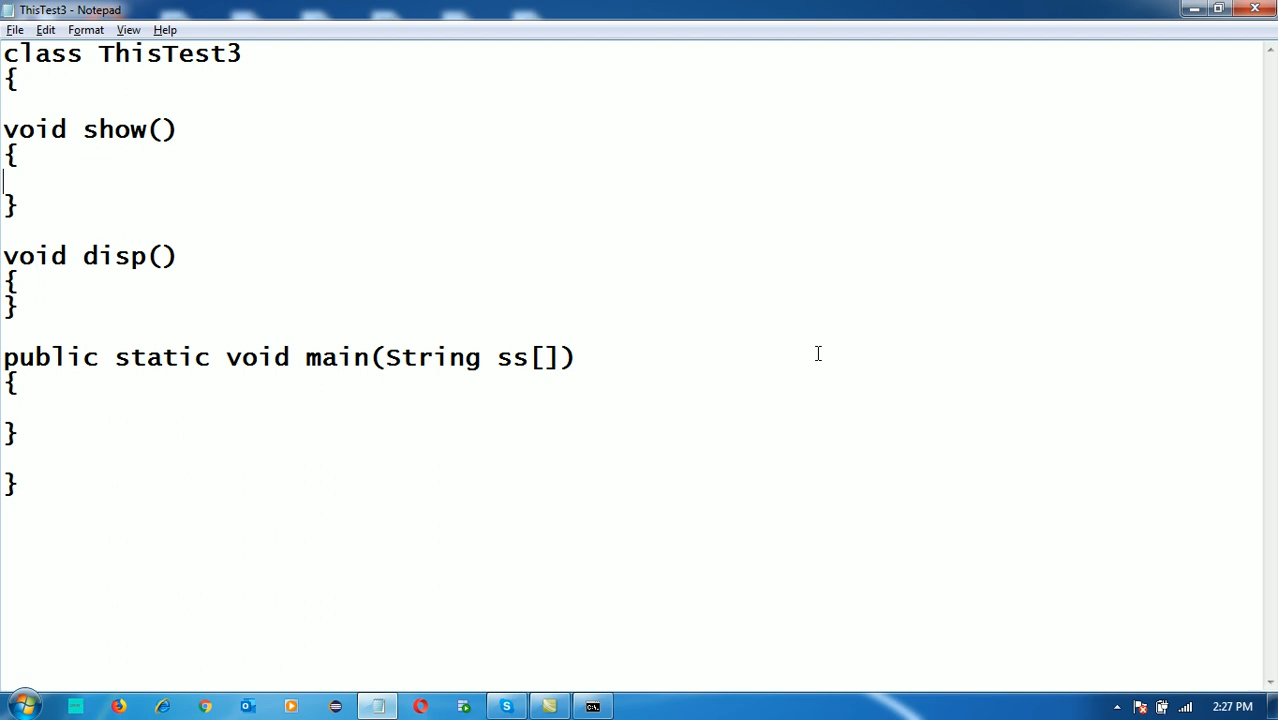 ThisTest3 - Notepad
File Edit Format View Help
class ThisTest3
{
void show()
{
}
void disp()
{
}
public static void main(String ss[])
{
}
}
2:27 PM